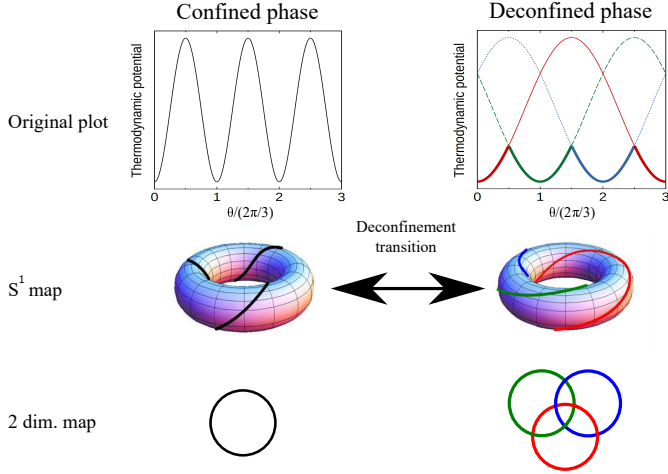 Confined phase
Deconfined phase
Original plot
Thermodynamic potential
0 1 2 3
θ/(2π/3)
Thermodynamic potential
0 1 2 3
θ/(2π/3)
Deconfinement
transition
S¹ map
2 dim. map